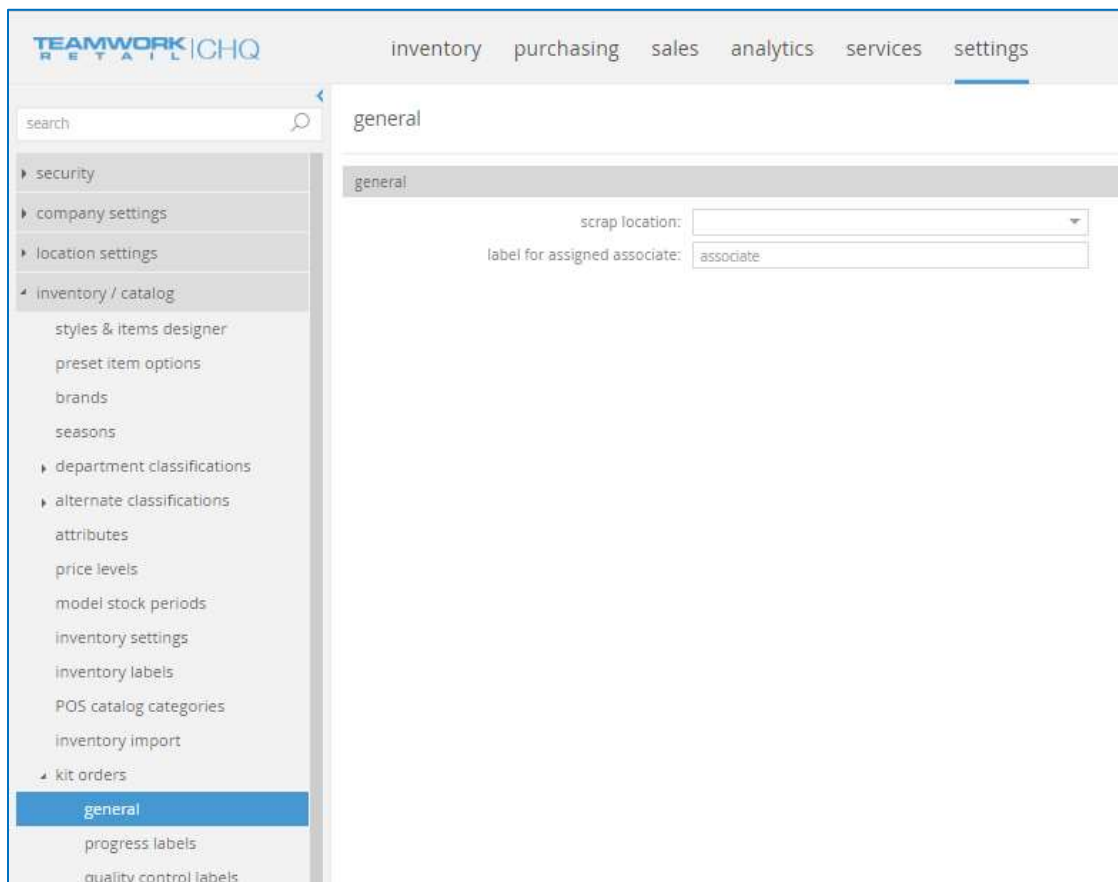 TEAMWORK RETAIL | CHQ
inventory purchasing sales analytics services settings
search
general
security
general
company settings
scrap location:
location settings
label for assigned associate: associate
inventory / catalog
styles & items designer
preset item options
brands
seasons
department classifications
alternate classifications
attributes
price levels
model stock periods
inventory settings
inventory labels
POS catalog categories
inventory import
kit orders
general
progress labels
quality control labels